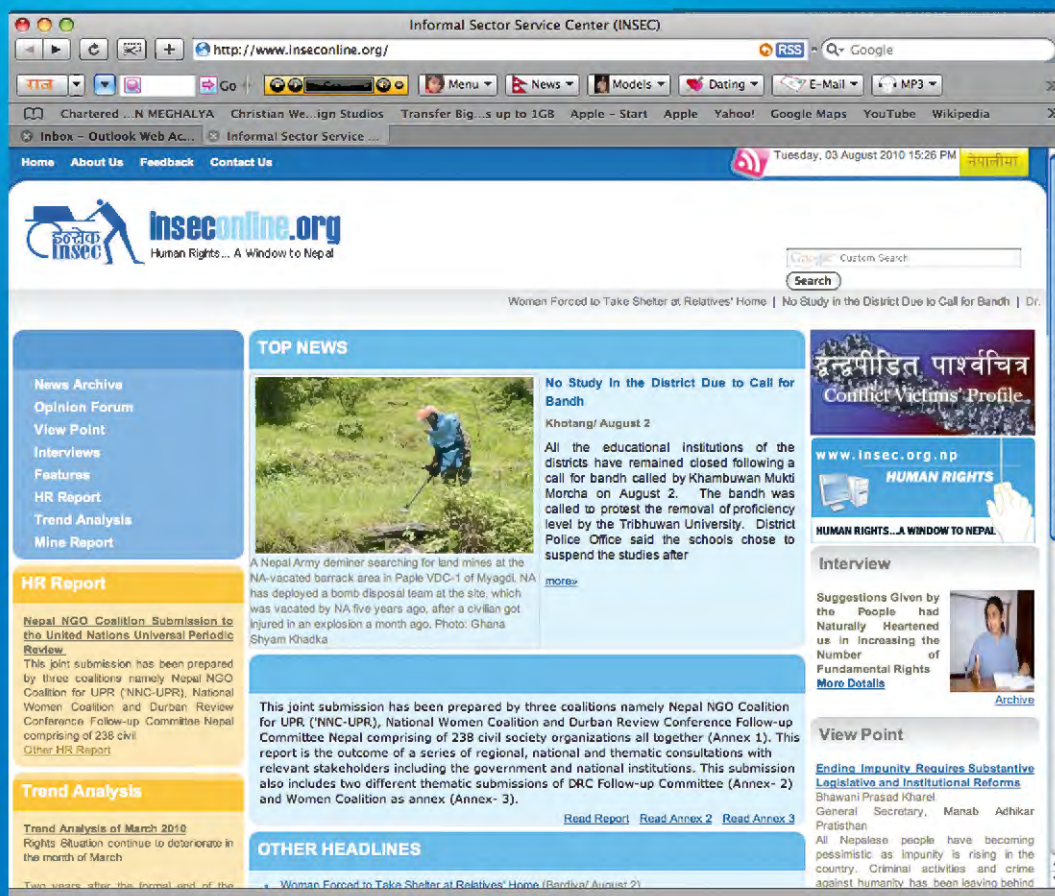 Informal Sector Service Center (INSEC)
http://www.inseconline.org/
RSS
Google
राज
Go
Menu
News
Models
Dating
E-Mail
MP3
Chartered ...N MEGHALYA Christian We...ign Studios Transfer Big...s up to 1GB Apple – Start Apple Yahoo! Google Maps YouTube Wikipedia
Inbox – Outlook Web Ac... Informal Sector Service ...
Home About Us Feedback Contact Us
Tuesday, 03 August 2010 15:26 PM
नेपालीमा
इन्सेक
insec
inseconline.org
Human Rights... A Window to Nepal
Google Custom Search
Search
Women Forced to Take Shelter at Relatives' Home | No Study in the District Due to Call for Bandh | Dr.
News Archive
Opinion Forum
View Point
Interviews
Features
HR Report
Trend Analysis
Mine Report
HR Report
Nepal NGO Coalition Submission to
the United Nations Universal Periodic
Review
This joint submission has been prepared
by three coalitions namely Nepal NGO
Coalition for UPR ('NNC-UPR), National
Women Coalition and Durban Review
Conference Follow-up Committee Nepal
comprising of 238 civil
Other HR Report
Trend Analysis
Trend Analysis of March 2010
Rights Situation continue to deteriorate in
the month of March
Two years after the formal end of the
TOP NEWS
A Nepal Army deminer searching for land mines at the
NA-vacated barrack area in Paple VDC-1 of Myagdi. NA
has deployed a bomb disposal team at the site, which
was vacated by NA five years ago, after a civilian got
injured in an explosion a month ago. Photo: Ghana
Shyam Khadka
No Study in the District Due to Call for
Bandh
Khotang/ August 2
All the educational institutions of the
districts have remained closed following a
call for bandh called by Khambuwan Mukti
Morcha on August 2. The bandh was
called to protest the removal of proficiency
level by the Tribhuwan University. District
Police Office said the schools chose to
suspend the studies after
more»
This joint submission has been prepared by three coalitions namely Nepal NGO Coalition
for UPR ('NNC-UPR), National Women Coalition and Durban Review Conference Follow-up
Committee Nepal comprising of 238 civil society organizations all together (Annex 1). This
report is the outcome of a series of regional, national and thematic consultations with
relevant stakeholders including the government and national institutions. This submission
also includes two different thematic submissions of DRC Follow-up Committee (Annex- 2)
and Women Coalition as annex (Annex- 3).
Read Report Read Annex 2 Read Annex 3
OTHER HEADLINES
Woman Forced to Take Shelter at Relatives' Home (Bardiya/ August 2)
द्वन्द्वपीडित पार्श्वचित्र
Conflict Victims' Profile
www.insec.org.np
HUMAN RIGHTS
HUMAN RIGHTS...A WINDOW TO NEPAL
Interview
Suggestions Given by
the People had
Naturally Heartened
us in Increasing the
Number of
Fundamental Rights
More Details
Archive
View Point
Ending Impunity Requires Substantive
Legislative and Institutional Reforms
Bhawani Prasad Kharel
General Secretary, Manab Adhikar
Pratisthan
All Nepalese people have becoming
pessimistic as impunity is rising in the
country. Criminal activities and crime
against humanity has been leaving behind